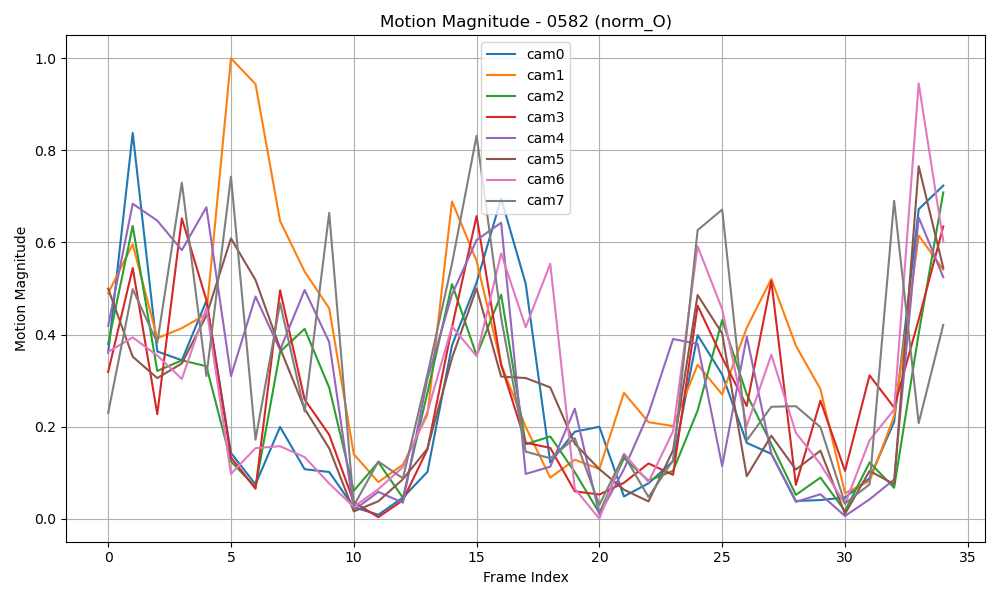 Motion Magnitude - 0582 (norm_O)
cam0
cam1
cam2
cam3
cam4
cam5
cam6
cam7
Motion Magnitude
1.0
0.8
0.6
0.4
0.2
0.0
0 5 10 15 20 25 30 35
Frame Index